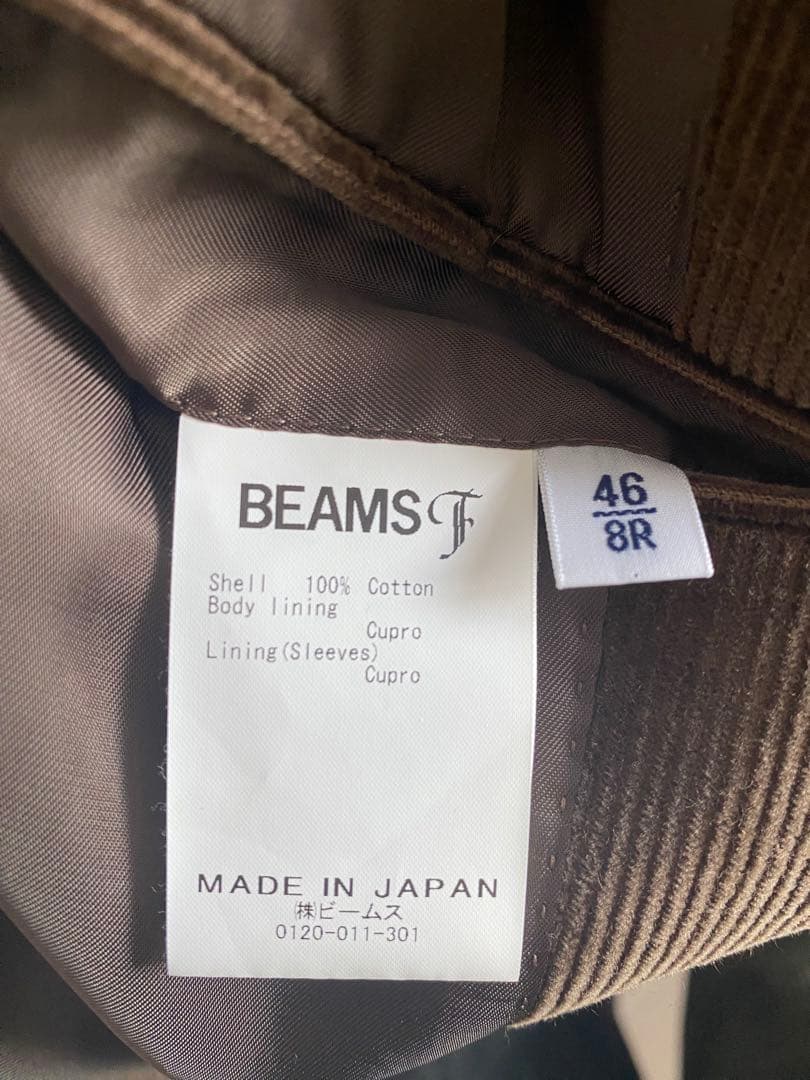 BEAMS F
46
8R
Shell 100% Cotton
Body lining
Cupro
Lining(Sleeves)
Cupro
MADE IN JAPAN
㈱ビームス
0120-011-301